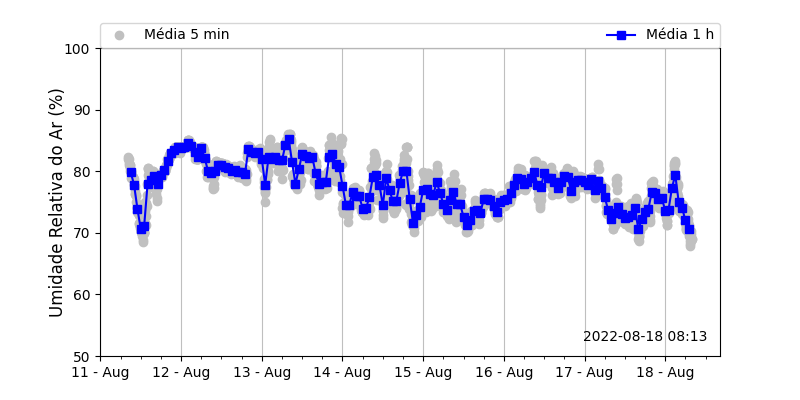 Média 5 min
Média 1 h
Umidade Relativa do Ar (%)
100
90
80
70
60
50
2022-08-18 08:13
11 - Aug
12 - Aug
13 - Aug
14 - Aug
15 - Aug
16 - Aug
17 - Aug
18 - Aug